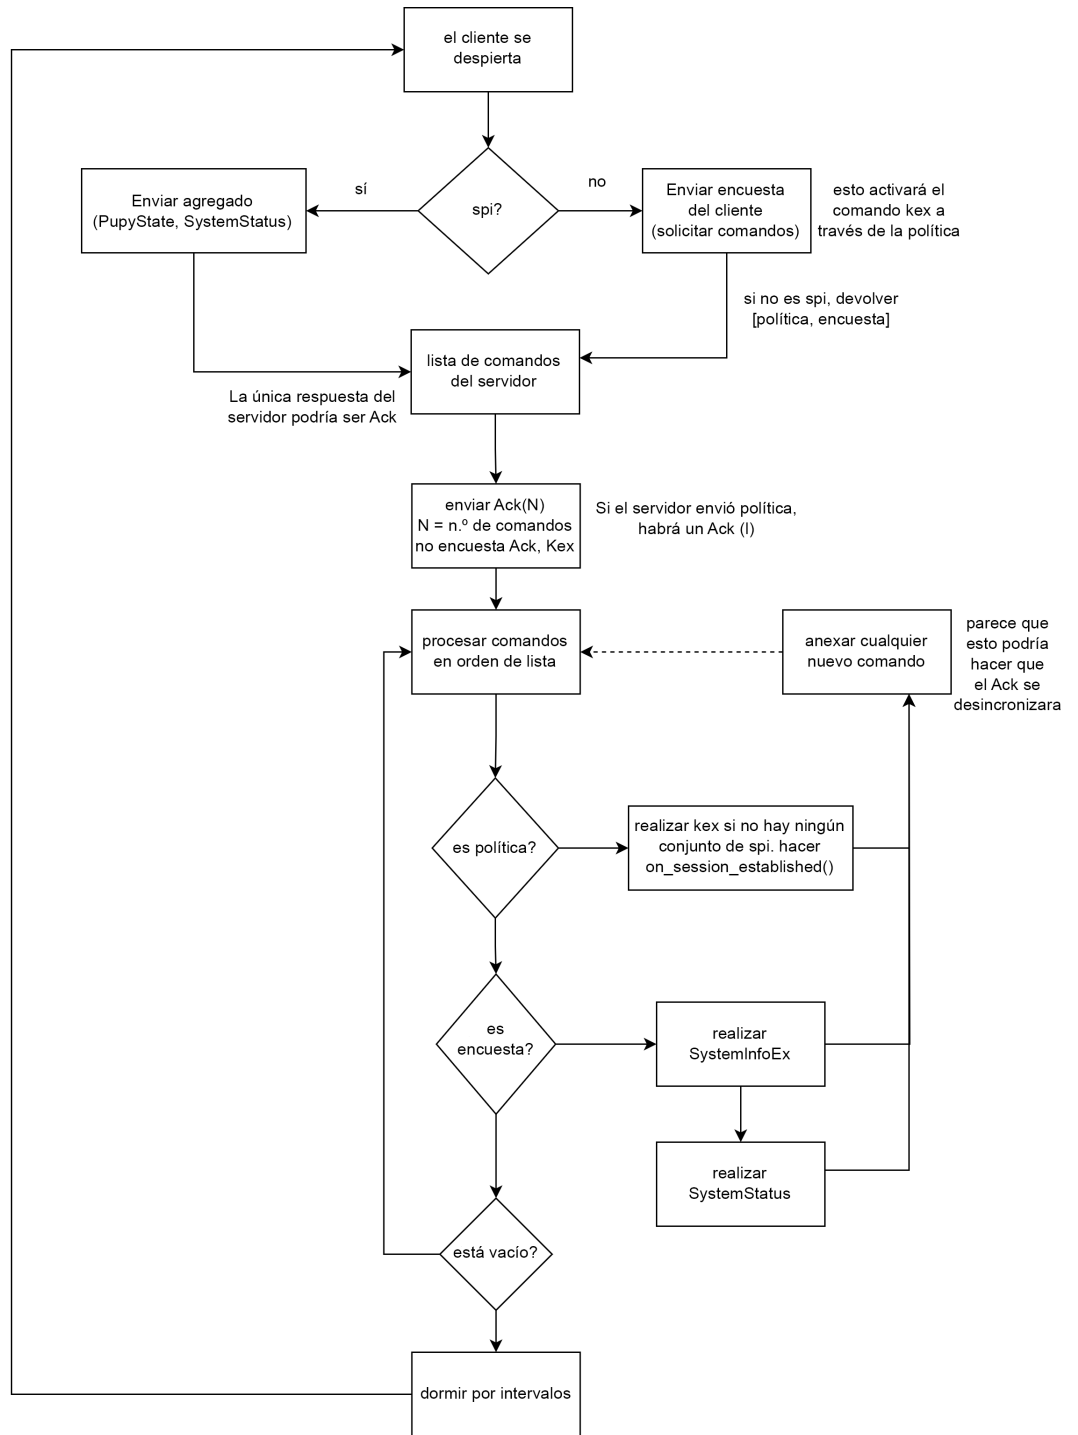 el cliente se
despierta
sí
no
Enviar agregado
(PupyState, SystemStatus)
spi?
Enviar encuesta
del cliente
(solicitar comandos)
esto activará el
comando kex a
través de la política
si no es spi, devolver
[política, encuesta]
lista de comandos
del servidor
La única respuesta del
servidor podría ser Ack
enviar Ack(N)
N = n.º de comandos
no encuesta Ack, Kex
Si el servidor envió política,
habrá un Ack (I)
procesar comandos
en orden de lista
anexar cualquier
nuevo comando
parece que
esto podría
hacer que
el Ack se
desincronizara
es política?
realizar kex si no hay ningún
conjunto de spi. hacer
on_session_established()
es
encuesta?
realizar
SystemInfoEx
realizar
SystemStatus
está vacío?
dormir por intervalos